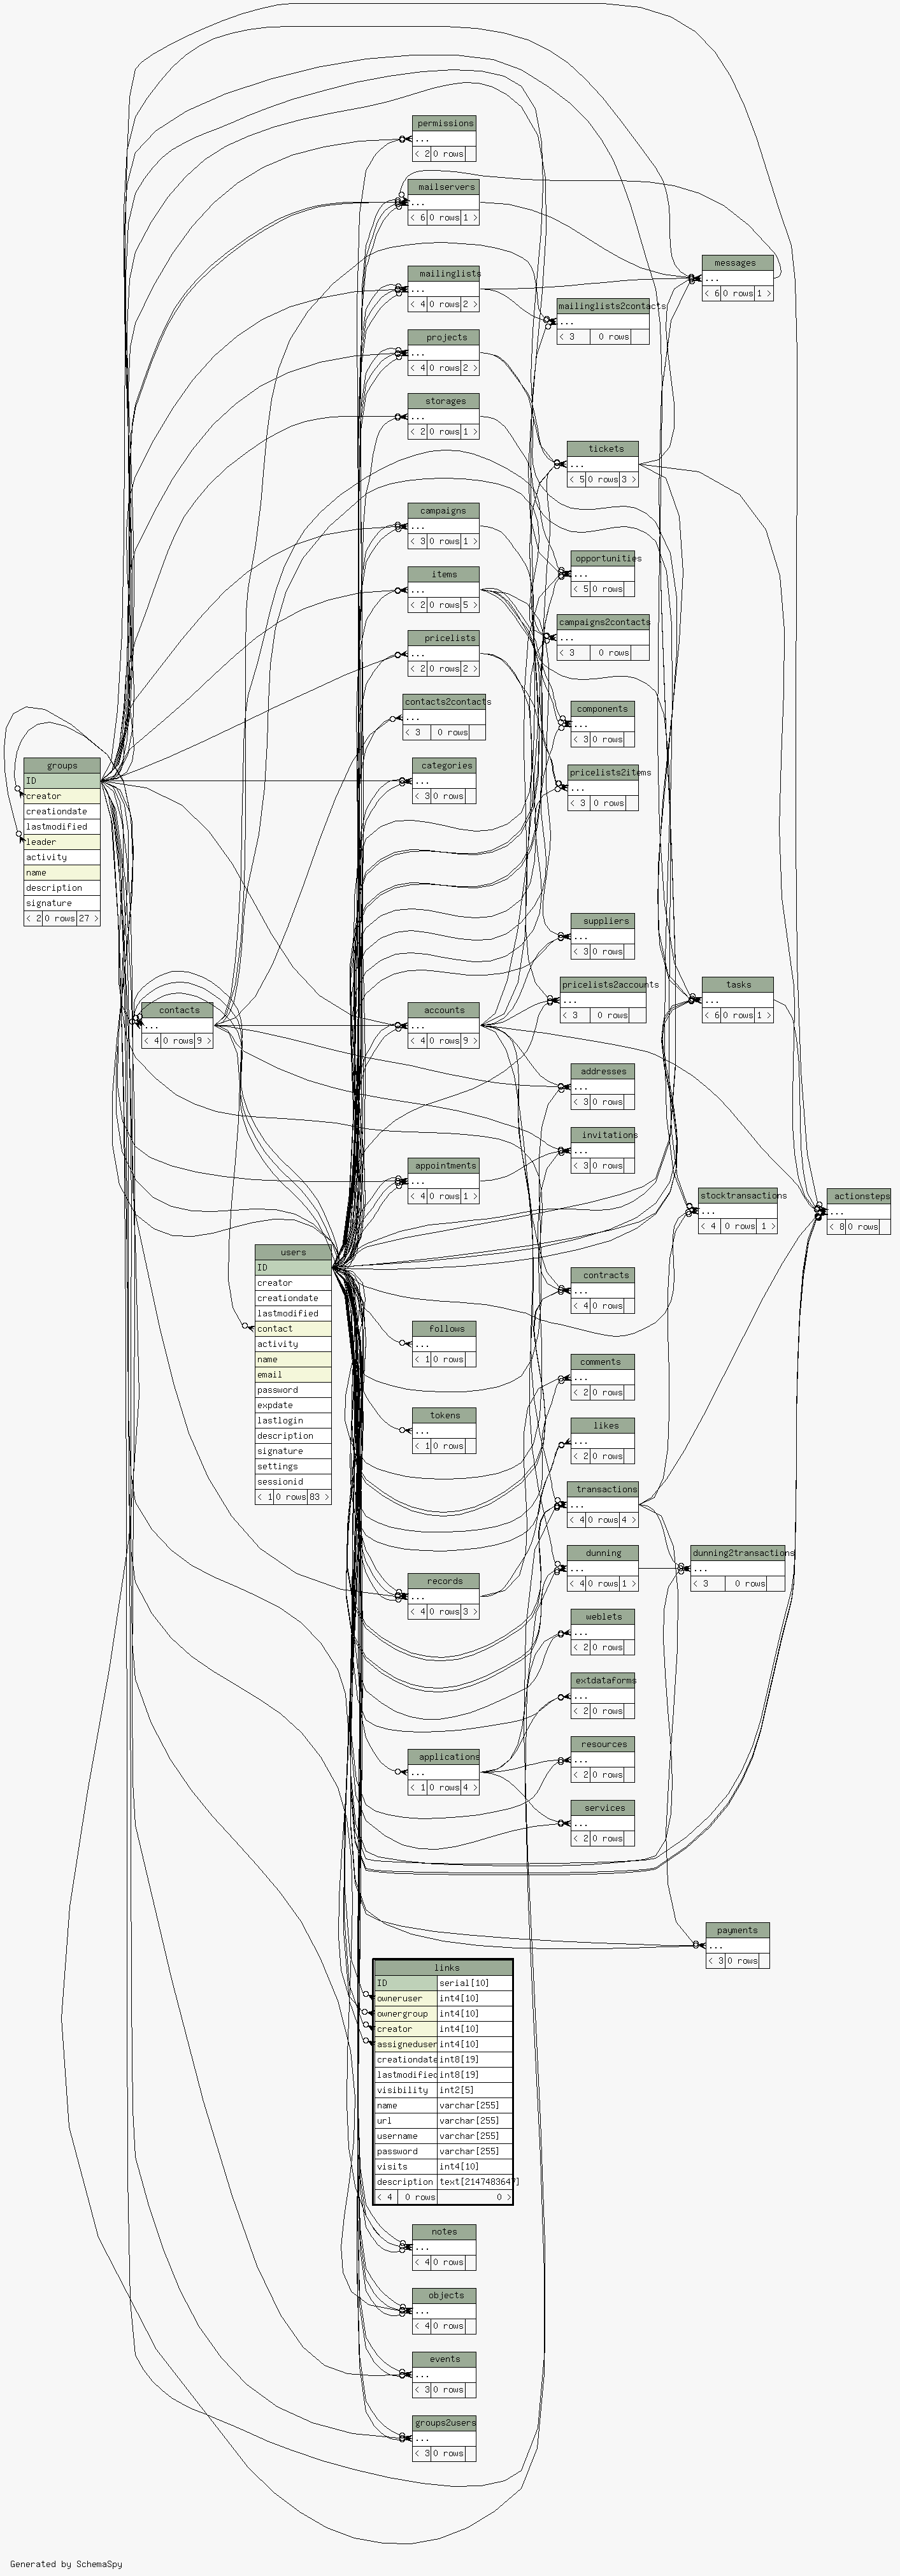 permissions
...
< 2 0 rows
mailservers
...
< 6 0 rows 1 >
messages
...
< 6 0 rows 1 >
mailinglists
...
< 4 0 rows 2 >
mailinglists2contacts
...
< 3 0 rows
projects
...
< 4 0 rows 2 >
storages
...
< 2 0 rows 1 >
tickets
...
< 5 0 rows 3 >
campaigns
...
< 3 0 rows 1 >
opportunities
...
< 5 0 rows
items
...
< 2 0 rows 5 >
campaigns2contacts
...
< 3 0 rows
pricelists
...
< 2 0 rows 2 >
contacts2contacts
...
< 3 0 rows
components
...
< 3 0 rows
categories
...
< 3 0 rows
pricelists2items
...
< 3 0 rows
groups
ID
creator
creationdate
lastmodified
leader
activity
name
description
signature
< 2 0 rows 27 >
suppliers
...
< 3 0 rows
pricelists2accounts
...
< 3 0 rows
tasks
...
< 6 0 rows 1 >
contacts
...
< 4 0 rows 9 >
accounts
...
< 4 0 rows 9 >
addresses
...
< 3 0 rows
invitations
...
< 3 0 rows
appointments
...
< 4 0 rows 1 >
stocktransactions
...
< 4 0 rows 1 >
actionsteps
...
< 8 0 rows
users
ID
creator
creationdate
lastmodified
contact
activity
name
email
password
expdate
lastlogin
description
signature
settings
sessionid
< 1 0 rows 83 >
contracts
...
< 4 0 rows
follows
...
< 1 0 rows
comments
...
< 2 0 rows
tokens
...
< 1 0 rows
likes
...
< 2 0 rows
transactions
...
< 4 0 rows 4 >
dunning
...
< 4 0 rows 1 >
dunning2transactions
...
< 3 0 rows
records
...
< 4 0 rows 3 >
weblets
...
< 2 0 rows
extdataforms
...
< 2 0 rows
resources
...
< 2 0 rows
applications
...
< 1 0 rows 4 >
services
...
< 2 0 rows
payments
...
< 3 0 rows
links
ID serial[10]
owneruser int4[10]
ownergroup int4[10]
creator int4[10]
assigneduser int4[10]
creationdate int8[19]
lastmodified int8[19]
visibility int2[5]
name varchar[255]
url varchar[255]
username varchar[255]
password varchar[255]
visits int4[10]
description text[2147483647]
< 4 0 rows 0 >
notes
...
< 4 0 rows
objects
...
< 4 0 rows
events
...
< 3 0 rows
groups2users
...
< 3 0 rows
Generated by SchemaSpy